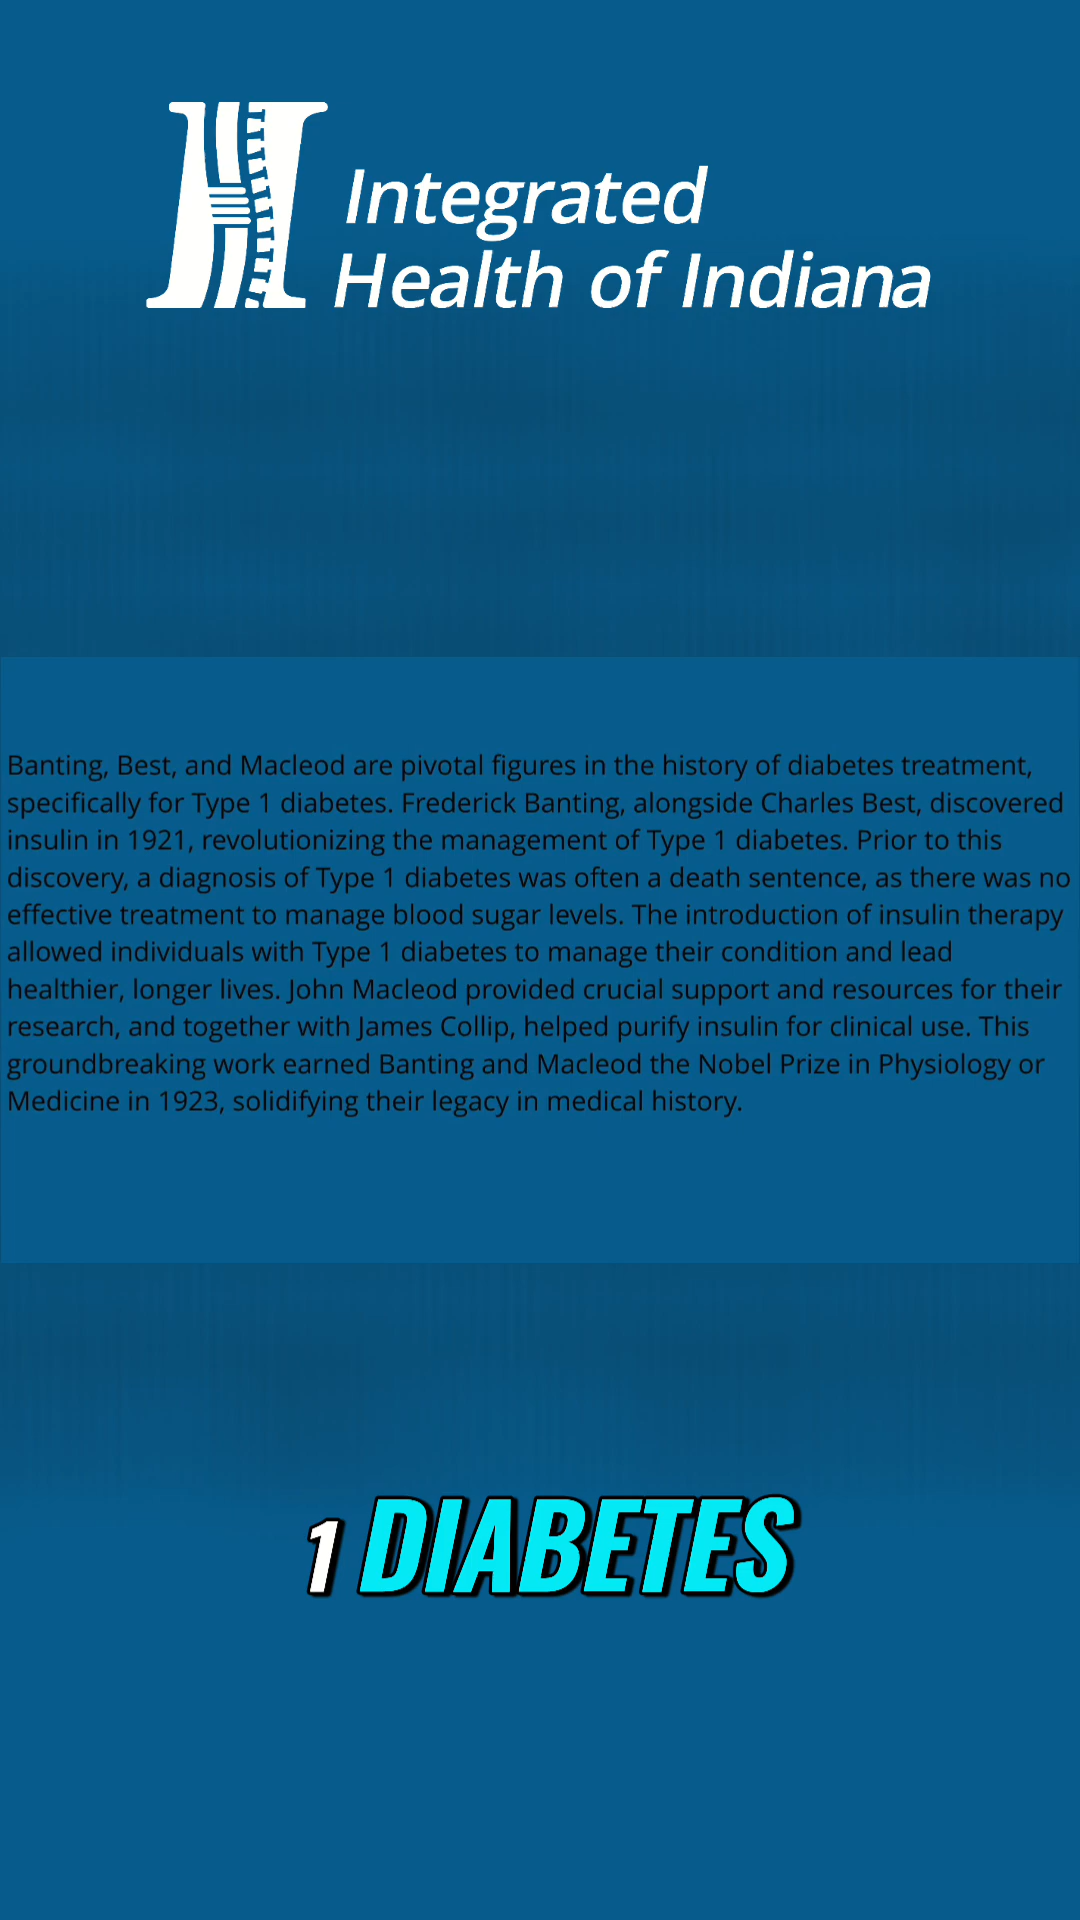 Integrated
Health of Indiana
Banting, Best, and Macleod are pivotal figures in the history of diabetes treatment,
specifically for Type 1 diabetes. Frederick Banting, alongside Charles Best, discovered
insulin in 1921, revolutionizing the management of Type 1 diabetes. Prior to this
discovery, a diagnosis of Type 1 diabetes was often a death sentence, as there was no
effective treatment to manage blood sugar levels. The introduction of insulin therapy
allowed individuals with Type 1 diabetes to manage their condition and lead
healthier, longer lives. John Macleod provided crucial support and resources for their
research, and together with James Collip, helped purify insulin for clinical use. This
groundbreaking work earned Banting and Macleod the Nobel Prize in Physiology or
Medicine in 1923, solidifying their legacy in medical history.
1 DIABETES